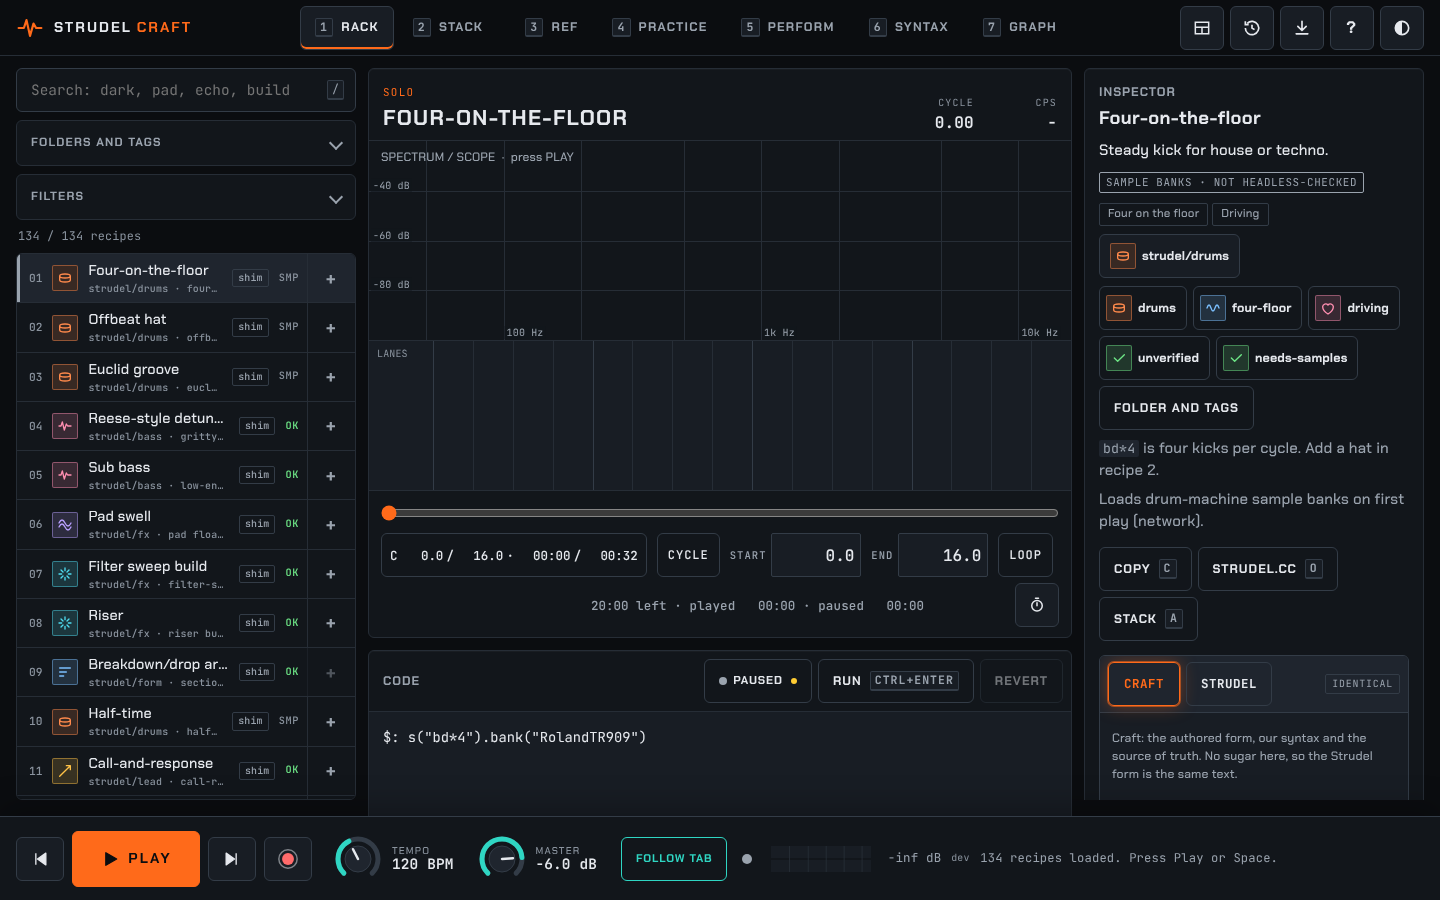 STRUDEL CRAFT
1 RACK
2 STACK
3 REF
4 PRACTICE
5 PERFORM
6 SYNTAX
7 GRAPH
?
Search: dark, pad, echo, build /
FOLDERS AND TAGS
FILTERS
134 / 134 recipes
01 Four-on-the-floor shim SMP +
strudel/drums · four…
02 Offbeat hat shim SMP +
strudel/drums · offb…
03 Euclid groove shim SMP +
strudel/drums · eucl…
04 Reese-style detun… shim OK +
strudel/bass · gritty…
05 Sub bass shim OK +
strudel/bass · low-en…
06 Pad swell shim OK +
strudel/fx · pad floa…
07 Filter sweep build shim OK +
strudel/fx · filter-s…
08 Riser shim OK +
strudel/fx · riser bu…
09 Breakdown/drop ar… shim OK +
strudel/form · sectio…
10 Half-time shim SMP +
strudel/drums · half…
11 Call-and-response shim OK +
strudel/lead · call-r…
SOLO
FOUR-ON-THE-FLOOR
CYCLE
0.00
CPS
-
SPECTRUM / SCOPE · press PLAY
-40 dB
-60 dB
-80 dB
100 Hz
1k Hz
10k Hz
LANES
C 0.0 / 16.0 · 00:00 / 00:32
CYCLE
START 0.0
END 16.0
LOOP
20:00 left · played 00:00 · paused 00:00
CODE
PAUSED
RUN CTRL+ENTER
REVERT
$: s("bd*4").bank("RolandTR909")
INSPECTOR
Four-on-the-floor
Steady kick for house or techno.
SAMPLE BANKS · NOT HEADLESS-CHECKED
Four on the floor
Driving
strudel/drums
drums
four-floor
driving
unverified
needs-samples
FOLDER AND TAGS
bd*4 is four kicks per cycle. Add a hat in
recipe 2.
Loads drum-machine sample banks on first
play (network).
COPY C
STRUDEL.CC O
STACK A
CRAFT
STRUDEL
IDENTICAL
Craft: the authored form, our syntax and the
source of truth. No sugar here, so the Strudel
form is the same text.
PLAY
TEMPO
120 BPM
MASTER
-6.0 dB
FOLLOW TAB
-inf dB
dev
134 recipes loaded. Press Play or Space.